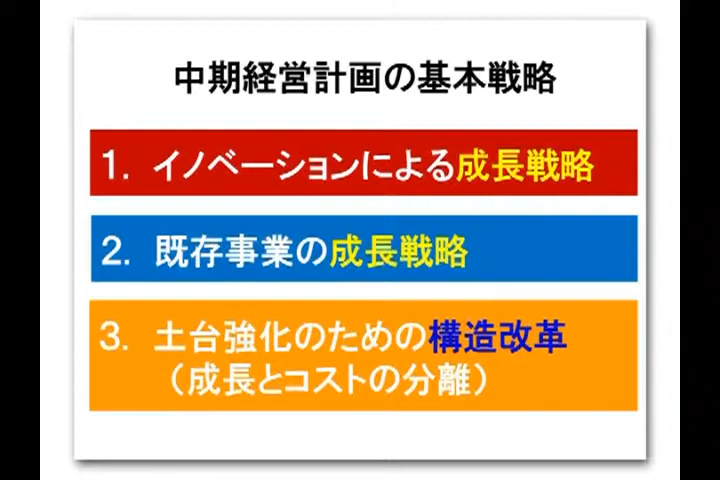 中期経営計画の基本戦略
1. イノベーションによる成長戦略
2. 既存事業の成長戦略
3. 土台強化のための構造改革
（成長とコストの分離）